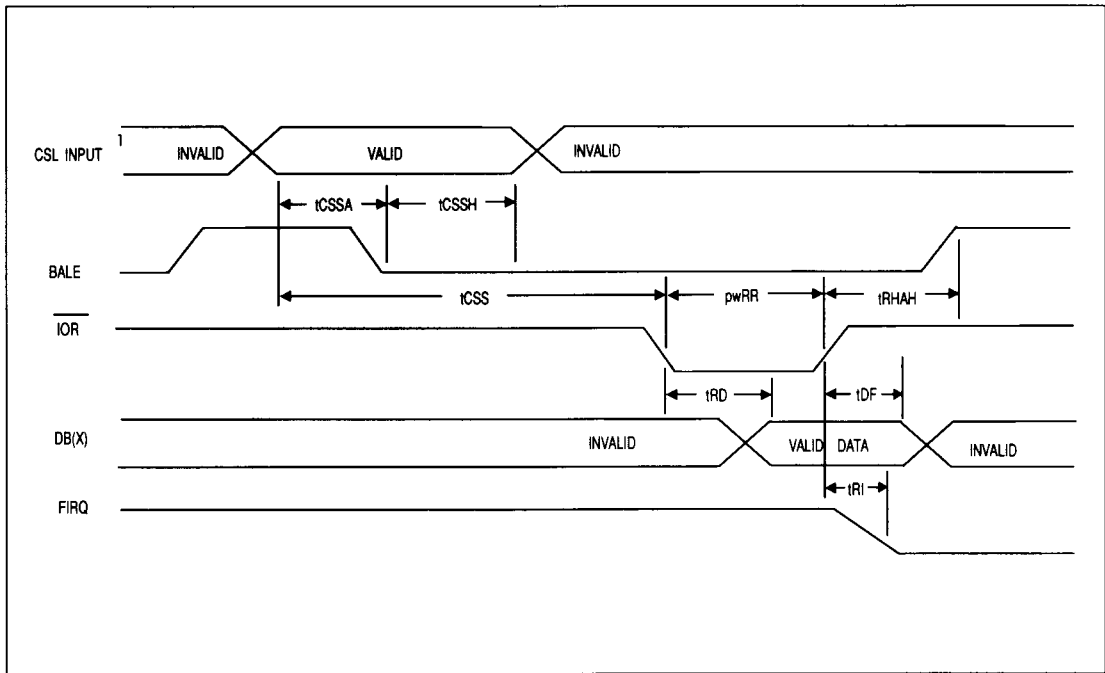 CSL INPUT
1
INVALID
VALID
INVALID
tCSSA
tCSSH
BALE
tCSS
pwRR
tRHAH
IOR
tRD
tDF
DB(X)
INVALID
VALID DATA
INVALID
tRI
FIRQ